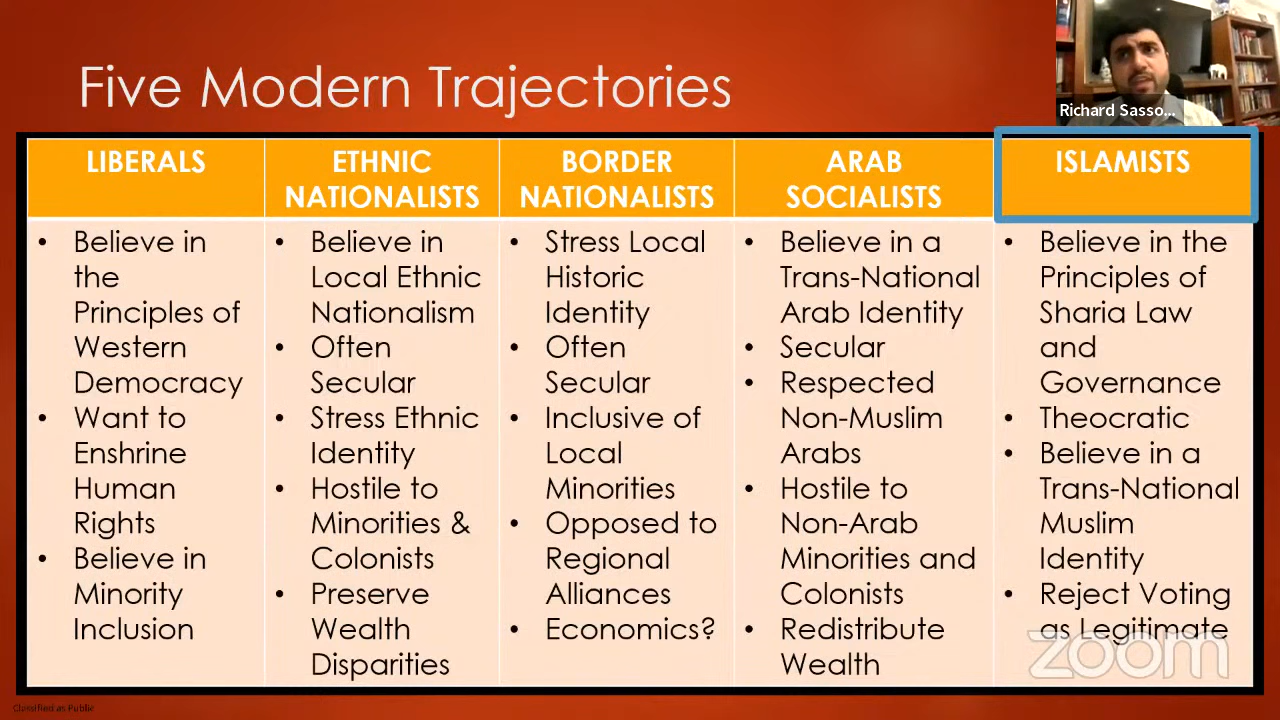 Five Modern Trajectories
Richard Sasso...
LIBERALS
• Believe in
the
Principles of
Western
Democracy
• Want to
Enshrine
Human
Rights
• Believe in
Minority
Inclusion
ETHNIC
NATIONALISTS
• Believe in
Local Ethnic
Nationalism
• Often
Secular
• Stress Ethnic
Identity
• Hostile to
Minorities &
Colonists
• Preserve
Wealth
Disparities
BORDER
NATIONALISTS
• Stress Local
Historic
Identity
• Often
Secular
• Inclusive of
Local
Minorities
• Opposed to
Regional
Alliances
• Economics?
ARAB
SOCIALISTS
• Believe in a
Trans-National
Arab Identity
• Secular
• Respected
Non-Muslim
Arabs
• Hostile to
Non-Arab
Minorities and
Colonists
• Redistribute
Wealth
ISLAMISTS
• Believe in the
Principles of
Sharia Law
and
Governance
• Theocratic
• Believe in a
Trans-National
Muslim
Identity
• Reject Voting
as Legitimate
zoom
Classified as Public